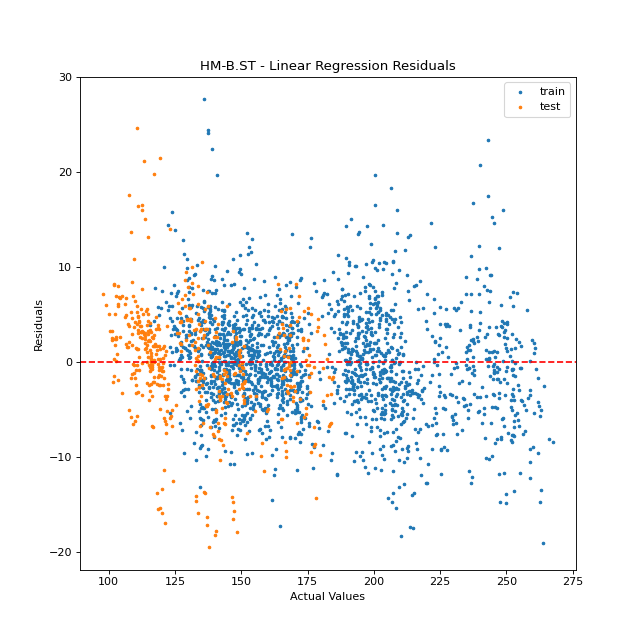 HM-B.ST - Linear Regression Residuals
train
test
30
20
10
0
−10
−20
Residuals
100
125
150
175
200
225
250
275
Actual Values